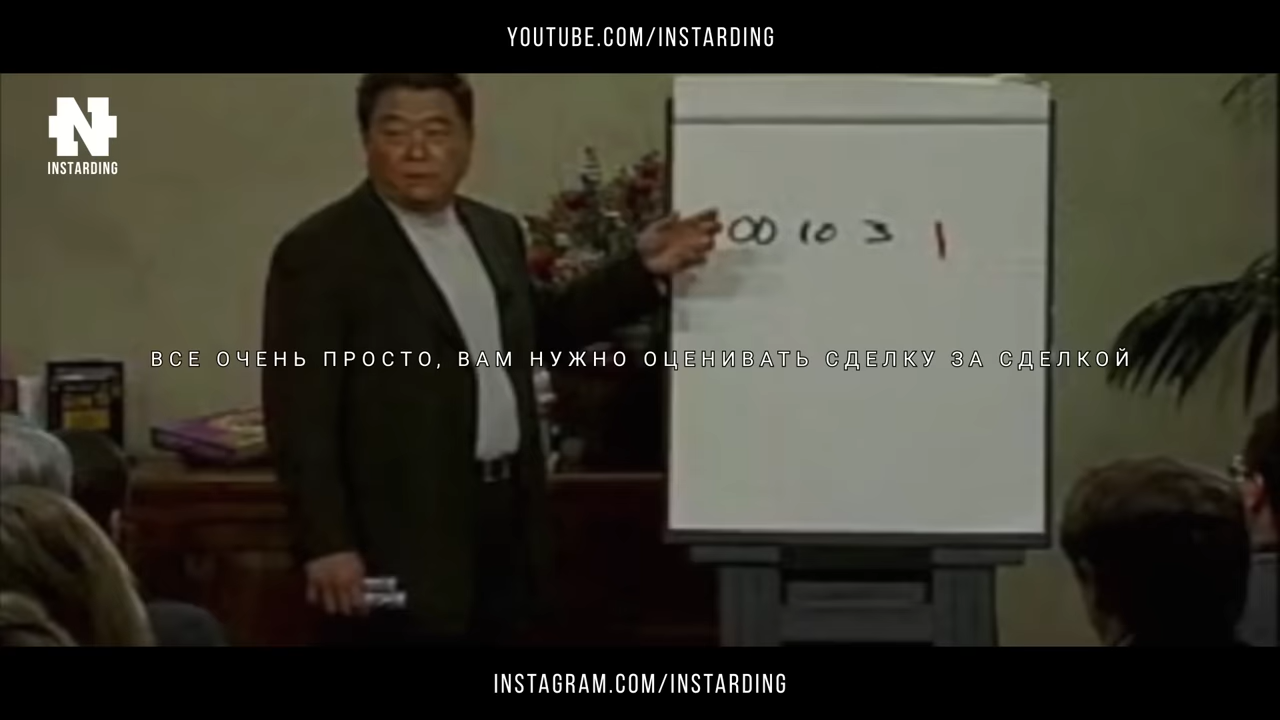 YOUTUBE.COM/INSTARDING
N
INSTARDING
00 10 3 1
ВСЕ ОЧЕНЬ ПРОСТО, ВАМ НУЖНО ОЦЕНИВАТЬ СДЕЛКУ ЗА СДЕЛКОЙ
INSTAGRAM.COM/INSTARDING